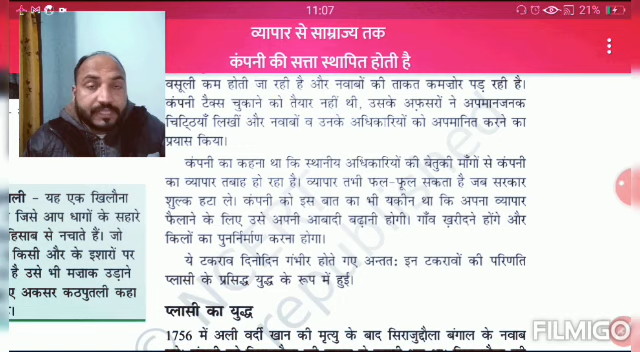 11:07
21%
व्यापार से साम्राज्य तक
कंपनी की सत्ता स्थापित होती है
वसूली कम होती जा रही है और नवाबों की ताकत कमजोर पड़ रही है।
कंपनी टैक्स चुकाने को तैयार नहीं थी, उसके अफ़सरों ने अपमानजनक
चिट्ठियाँ लिखीं और नवाबों व उनके अधिकारियों को अपमानित करने का
प्रयास किया।
कंपनी का कहना था कि स्थानीय अधिकारियों की बेतुकी माँगों से कंपनी
का व्यापार तबाह हो रहा है। व्यापार तभी फल-फूल सकता है जब सरकार
शुल्क हटा ले। कंपनी को इस बात का भी यकीन था कि अपना व्यापार
फैलाने के लिए उसे अपनी आबादी बढ़ानी होगी। गाँव ख़रीदने होंगे और
किलों का पुनर्निर्माण करना होगा।
ये टकराव दिनोदिन गंभीर होते गए अन्तत: इन टकरावों की परिणति
प्लासी के प्रसिद्ध युद्ध के रूप में हुई।
प्लासी का युद्ध
1756 में अली वर्दी खान की मृत्यु के बाद सिराजुद्दौला बंगाल के नवाब
ली - यह एक खिलौना
जिसे आप धागों के सहारे
हिसाब से नचाते हैं। जो
किसी और के इशारों पर
है उसे भी मज़ाक उड़ाने
ए अकसर कठपुतली कहा
FILMIGO